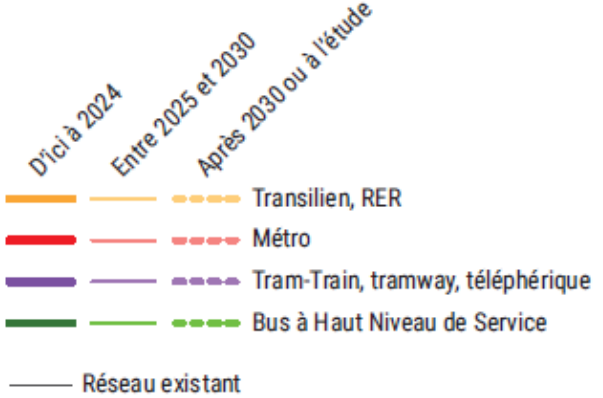 D'ici à 2024
Entre 2025 et 2030
Après 2030 ou à l'étude
Transilien, RER
Métro
Tram-Train, tramway, téléphérique
Bus à Haut Niveau de Service
Réseau existant